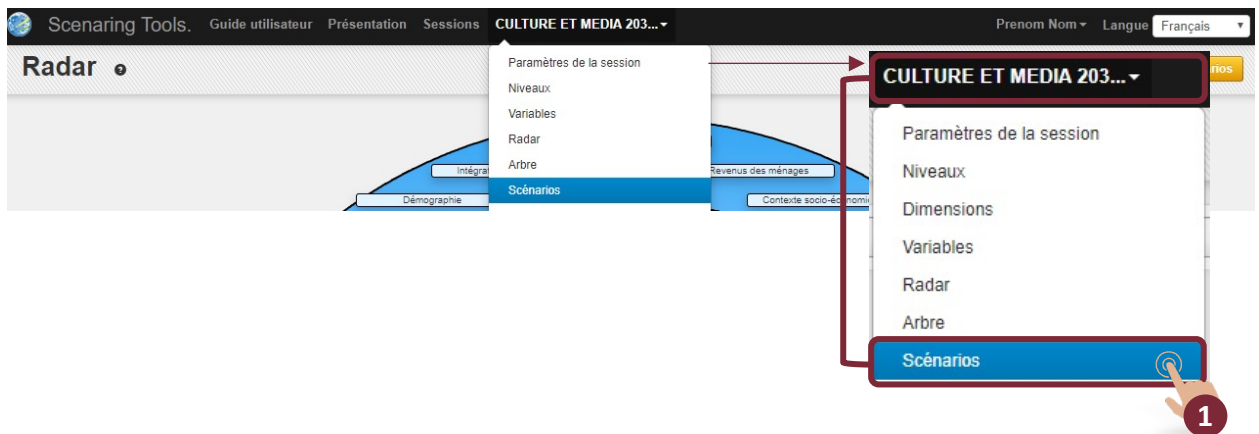 Scenaring Tools. Guide utilisateur Présentation Sessions CULTURE ET MEDIA 203... Prenom Nom Langue Français
Radar
Paramètres de la session
Niveaux
Variables
Radar
Arbre
Scénarios
Revenus des ménages
Démographie
Contexte socio-économi
CULTURE ET MEDIA 203...
Paramètres de la session
Niveaux
Dimensions
Variables
Radar
Arbre
Scénarios
1